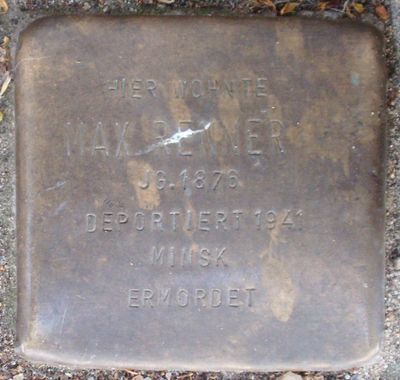 HIER WOHNTE
MAX RENNER
JG. 1876
DEPORTIERT 1941
MINSK
ERMORDET